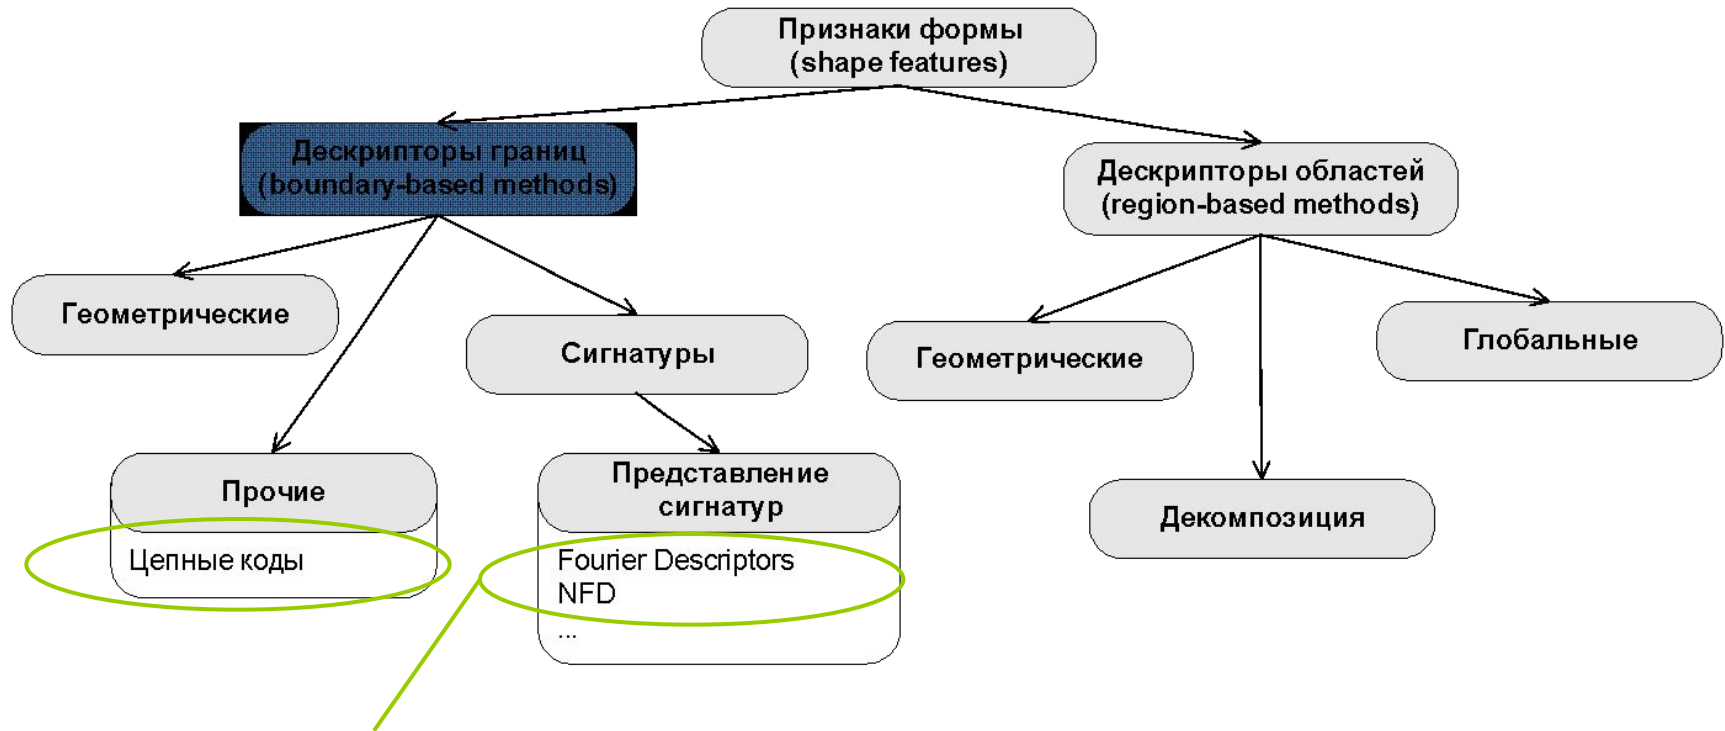 Признаки формы
(shape features)
Дескрипторы границ
(boundary-based methods)
Дескрипторы областей
(region-based methods)
Геометрические
Сигнатуры
Геометрические
Глобальные
Прочие
Цепные коды
Представление
сигнатур
Fourier Descriptors
NFD
...
Декомпозиция